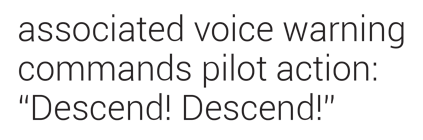 associated voice warning
commands pilot action:
“Descend! Descend!”